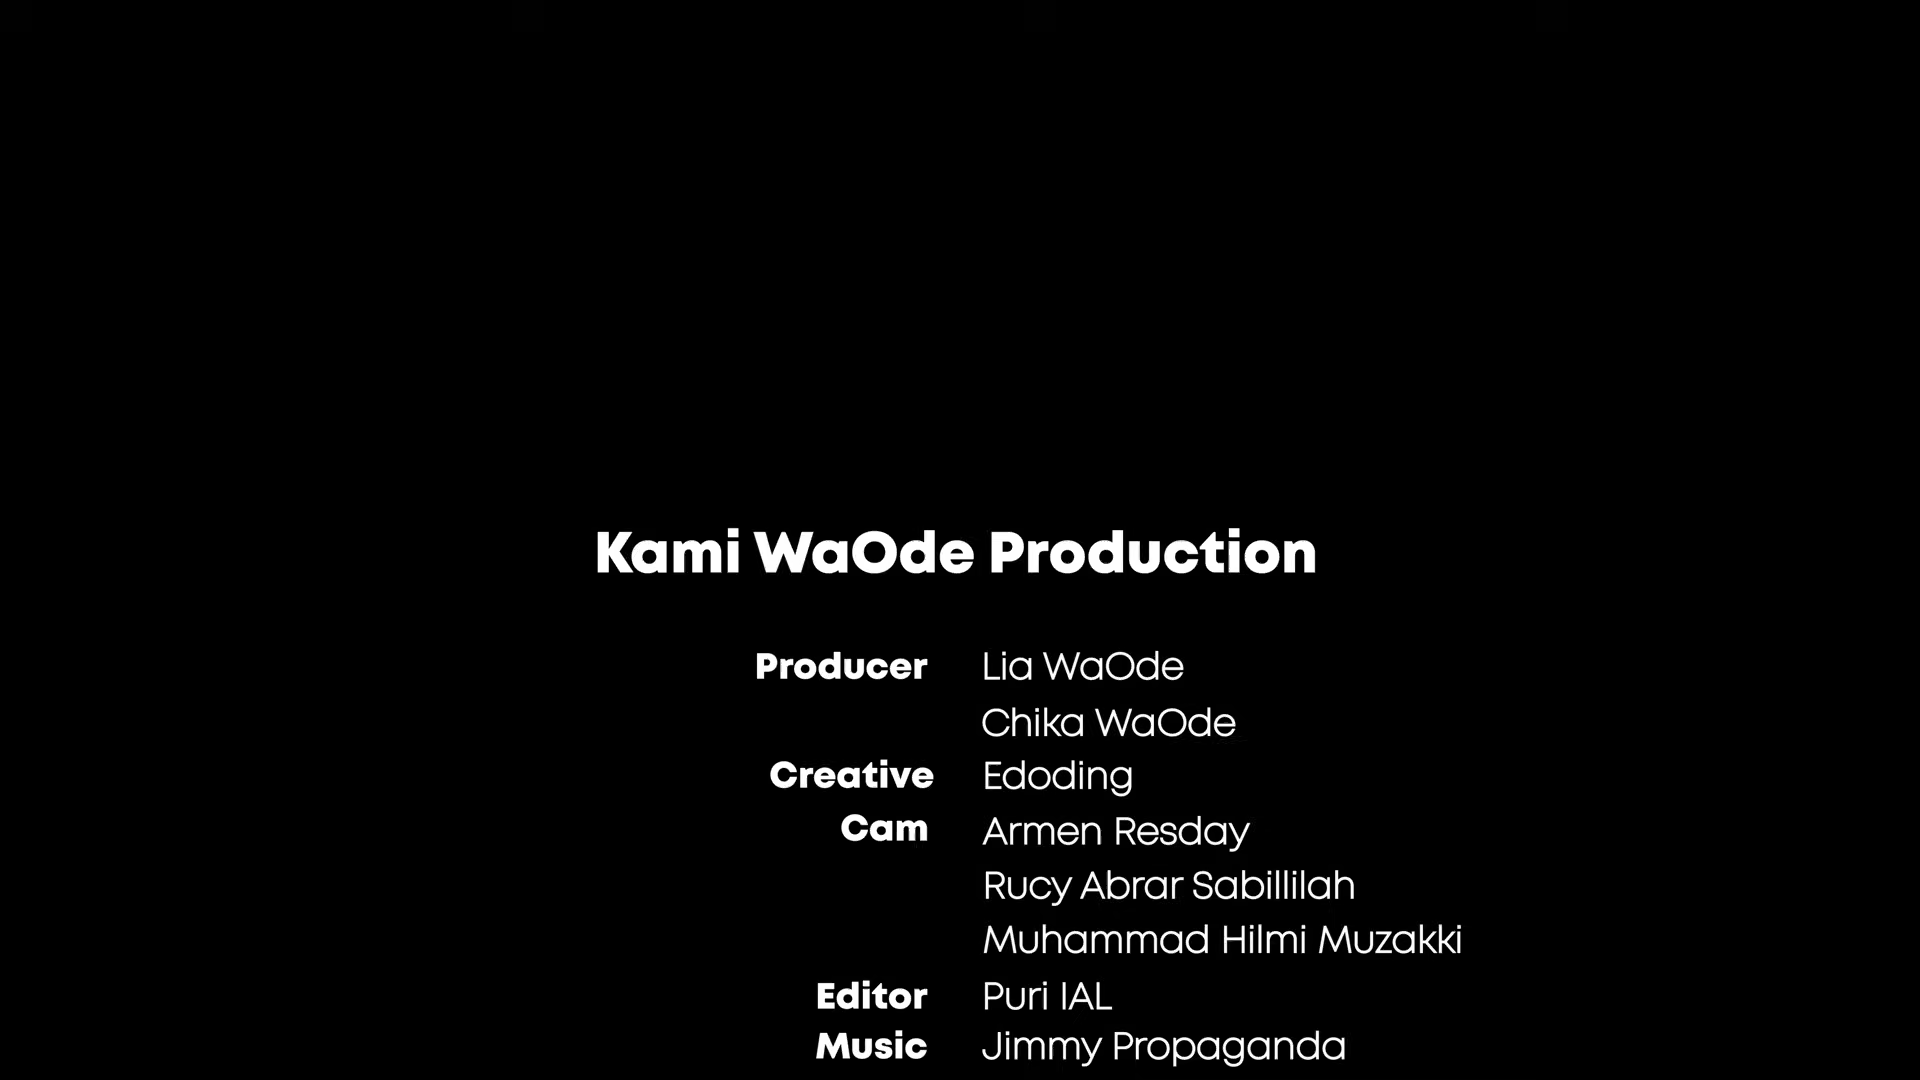 Kami WaOde Production
Producer Lia WaOde
Chika WaOde
Creative Edoding
Cam Armen Resday
Rucy Abrar Sabillilah
Muhammad Hilmi Muzakki
Editor Puri IAL
Music Jimmy Propaganda